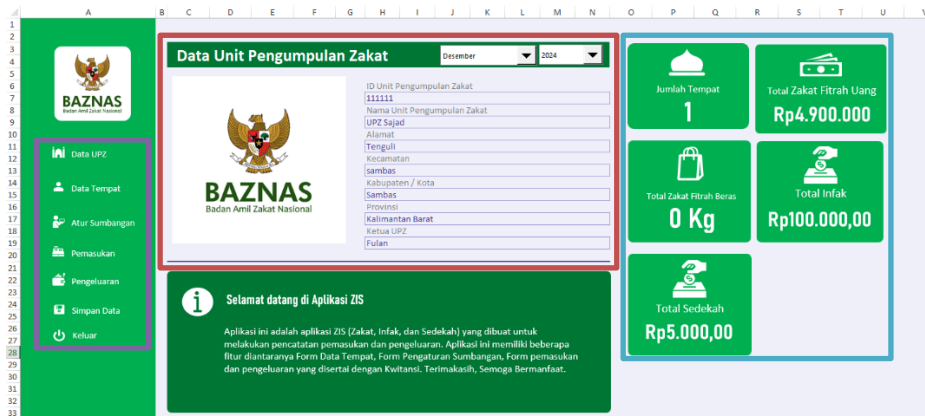 A B C D E F G H I J K L M N O P Q R S T U V
1
2
3
4
5
6
7
8
9
10
11
12
13
14
15
16
17
18
19
20
21
22
23
24
25
26
27
28
29
30
31
32
33
BAZNAS
Badan Amil Zakat Nasional
Data UPZ
Data Tempat
Atur Sumbangan
Pemasukan
Pengeluaran
Simpan Data
Keluar
Data Unit Pengumpulan Zakat
Desember
2024
BAZNAS
Badan Amil Zakat Nasional
ID Unit Pengumpulan Zakat
111111
Nama Unit Pengumpulan Zakat
UPZ Sajad
Alamat
Tenguli
Kecamatan
sambas
Kabupaten / Kota
Sambas
Provinsi
Kalimantan Barat
Ketua UPZ
Fulan
Selamat datang di Aplikasi ZIS
Aplikasi ini adalah aplikasi ZIS (Zakat, Infak, dan Sedekah) yang dibuat untuk
melakukan pencatatan pemasukan dan pengeluaran. Aplikasi ini memiliki beberapa
fitur diantaranya Form Data Tempat, Form Pengaturan Sumbangan, Form pemasukan
dan pengeluaran yang disertai dengan Kwitansi. Terimakasih, Semoga Bermanfaat.
Jumlah Tempat
1
Total Zakat Fitrah Uang
Rp4.900.000
Total Zakat Fitrah Beras
0 Kg
Total Infak
Rp100.000,00
Total Sedekah
Rp5.000,00